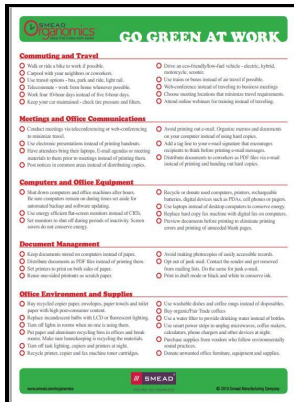 SMEAD
Organomics
GO GREEN AT WORK
Commuting and Travel
Walk or ride a bike to work if possible.
Carpool with your neighbors or coworkers.
Use transit options - bus, park and ride, light rail.
Telecommute - work from home whenever possible.
Work four 10-hour days instead of five 8-hour days.
Keep your car maintained - check tire pressure and filters.
Drive an eco-friendly/low-fuel vehicle - electric, hybrid,
motorcycle, scooter.
Use trains or buses instead of air travel if possible.
Web-conference instead of traveling to business meetings
Choose meeting locations that minimize travel requirements.
Attend online webinars for training instead of traveling.
Meetings and Office Communications
Conduct meetings via teleconferencing or web-conferencing
to minimize travel.
Use electronic presentations instead of printing handouts.
Have attendees bring their laptops. E-mail agendas or meeting
materials to them prior to meetings instead of printing them.
Post notices in common areas instead of distributing copies.
Avoid printing out e-mail. Organize memos and documents
on your computer instead of using hard copies.
Add a tag line to your e-mail signature that encourages
recipients to think before printing e-mail messages.
Distribute documents to coworkers as PDF files via e-mail
instead of printing and handing out hard copies.
Computers and Office Equipment
Shut down computers and office machines after hours.
Be sure computers remain on during times set aside for
automated backup and software updating.
Use energy efficient flat-screen monitors instead of CRTs.
Set monitors to shut off during periods of inactivity. Screen
savers do not conserve energy.
Recycle or donate used computers, printers, rechargeable
batteries, digital devices such as PDAs, cell phones or pagers.
Use laptops instead of desktop computers to conserve energy.
Replace hard copy fax machine with digital fax on computers.
Preview documents before printing to eliminate printing
errors and printing of unneeded blank pages.
Document Management
Keep documents stored on computers instead of paper.
Distribute documents as PDF files instead of printing them.
Set printers to print on both sides of paper.
Reuse one-sided printouts as scratch paper.
Avoid making photocopies of easily accessible records.
Opt out of junk mail. Contact the sender and get removed
from mailing lists. Do the same for junk e-mail.
Print in draft mode or black and white to conserve ink.
Office Environment and Supplies
Buy recycled copier paper, envelopes, paper towels and toilet
paper with high post-consumer content.
Replace incandescent bulbs with LCD or fluorescent lighting.
Turn off lights in rooms when no one is using them.
Put paper and aluminum recycling bins in offices and break
rooms. Make sure housekeeping is recycling the materials.
Turn off task lighting, copiers and printers at night.
Recycle printer, copier and fax machine toner cartridges.
Use washable dishes and coffee mugs instead of disposables.
Buy organic/Fair Trade coffees
Use a water filter to provide drinking water instead of bottles.
Use smart power strips to unplug microwaves, coffee makers,
calculators, phone chargers and other devices at night.
Purchase supplies from vendors who follow environmentally
sound practices.
Donate unwanted office furniture, equipment and supplies.
www.smead.com/organomics
SMEAD
© 2010 Smead Manufacturing Company